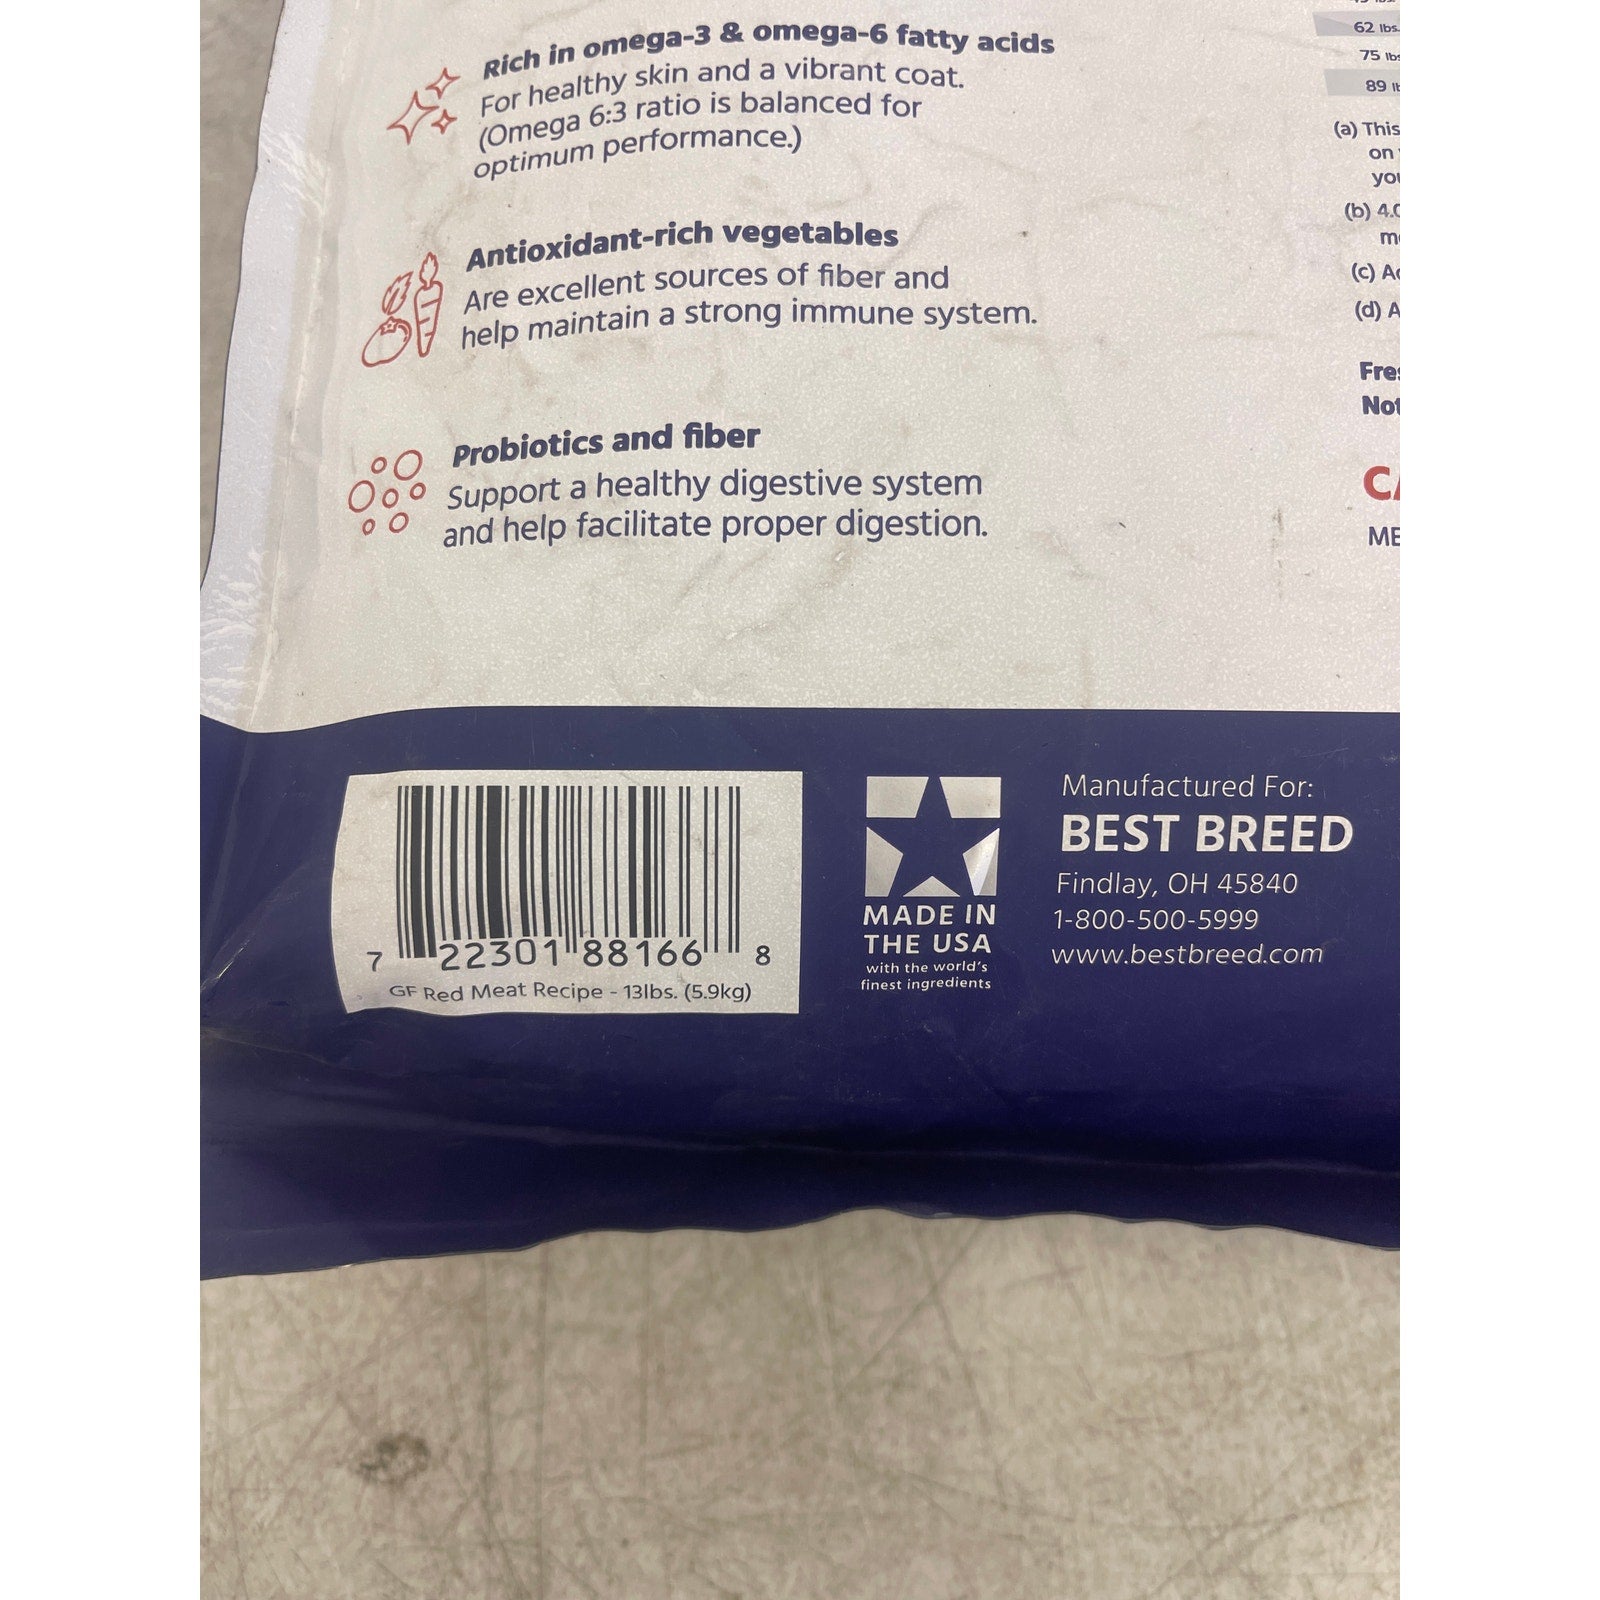 Rich in omega-3 & omega-6 fatty acids
For healthy skin and a vibrant coat.
(Omega 6:3 ratio is balanced for
optimum performance.)
Antioxidant-rich vegetables
Are excellent sources of fiber and
help maintain a strong immune system.
Probiotics and fiber
Support a healthy digestive system
and help facilitate proper digestion.
62 lbs.
75 lbs
89 lb
(a) This
on
you
(b) 4.0
(c)
(d) A
7 22301 88166 8
GF Red Meat Recipe - 13lbs. (5.9kg)
MADE IN
THE USA
with the world's
finest ingredients
Manufactured For:
BEST BREED
Findlay, OH 45840
1-800-500-5999
www.bestbreed.com